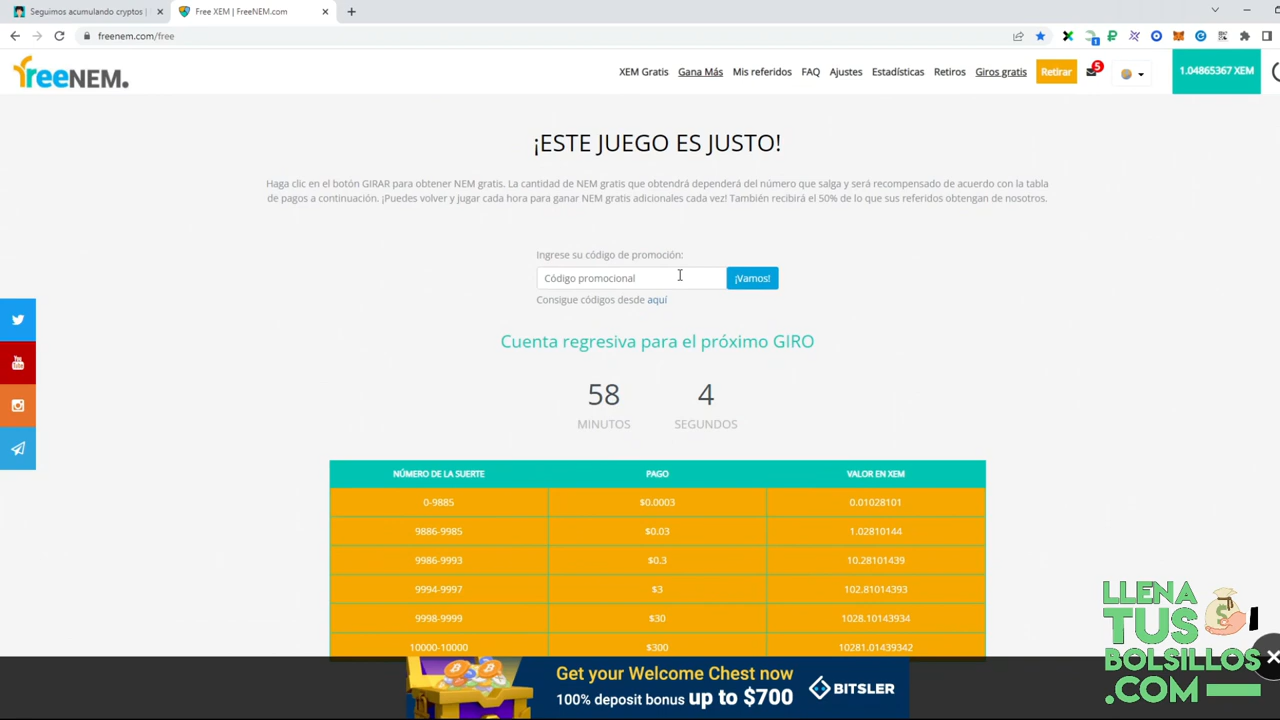 Seguimos acumulando cryptos |
Free XEM | FreeNEM.com
freenem.com/free
1
freeNEM.
XEM Gratis
Gana Más
Mis referidos
FAQ
Ajustes
Estadísticas
Retiros
Giros gratis
Retirar
5
1.04865367 XEM
¡ESTE JUEGO ES JUSTO!
Haga clic en el botón GIRAR para obtener NEM gratis. La cantidad de NEM gratis que obtendrá dependerá del número que salga y será recompensado de acuerdo con la tabla
de pagos a continuación. ¡Puedes volver y jugar cada hora para ganar NEM gratis adicionales cada vez! También recibirá el 50% de lo que sus referidos obtengan de nosotros.
Ingrese su código de promoción:
Código promocional
¡Vamos!
Consigue códigos desde aquí
Cuenta regresiva para el próximo GIRO
58 4
MINUTOS SEGUNDOS
NÚMERO DE LA SUERTE PAGO VALOR EN XEM
0-9885 $0.0003 0.01028101
9886-9985 $0.03 1.02810144
9986-9993 $0.3 10.28101439
9994-9997 $3 102.81014393
9998-9999 $30 1028.10143934
10000-10000 $300 10281.01439342
You Tube
LLENA
TUS
BOLSILLOS
.COM
Get your Welcome Chest now
100% deposit bonus up to $700
BITSLER